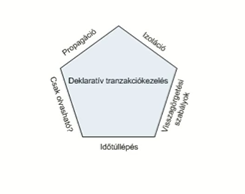 Propagáció
Izoláció
Deklaratív tranzakciókezelés
Csak olvasható?
Visszagörgetési
szabályok
Időtúllépés